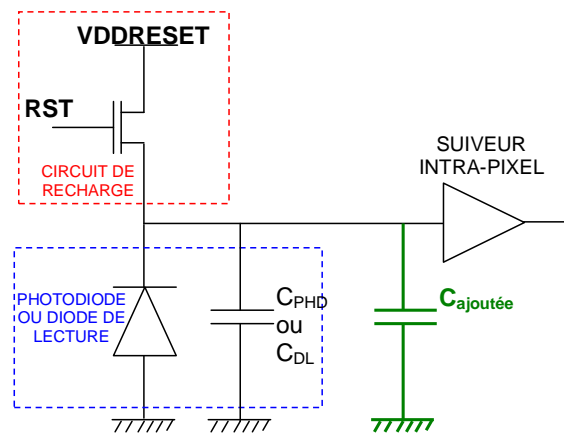 VDDRESET
RST
CIRCUIT DE
RECHARGE
SUIVEUR
INTRA-PIXEL
PHOTODIODE
OU DIODE DE
LECTURE
CPHD
ou
CDL
Cajoutée